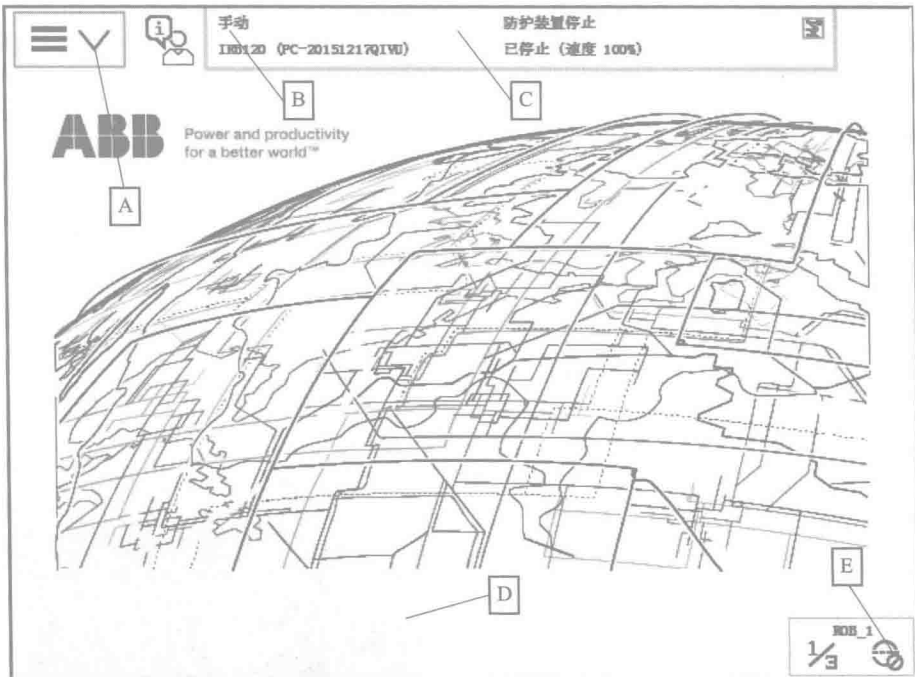 手动
防护装置停止
IRB120 (PC-20151217QIWU)
已停止 (速度 100%)
B
C
ABB
Power and productivity
for a better world™
A
D
E
ROB_1
1/3